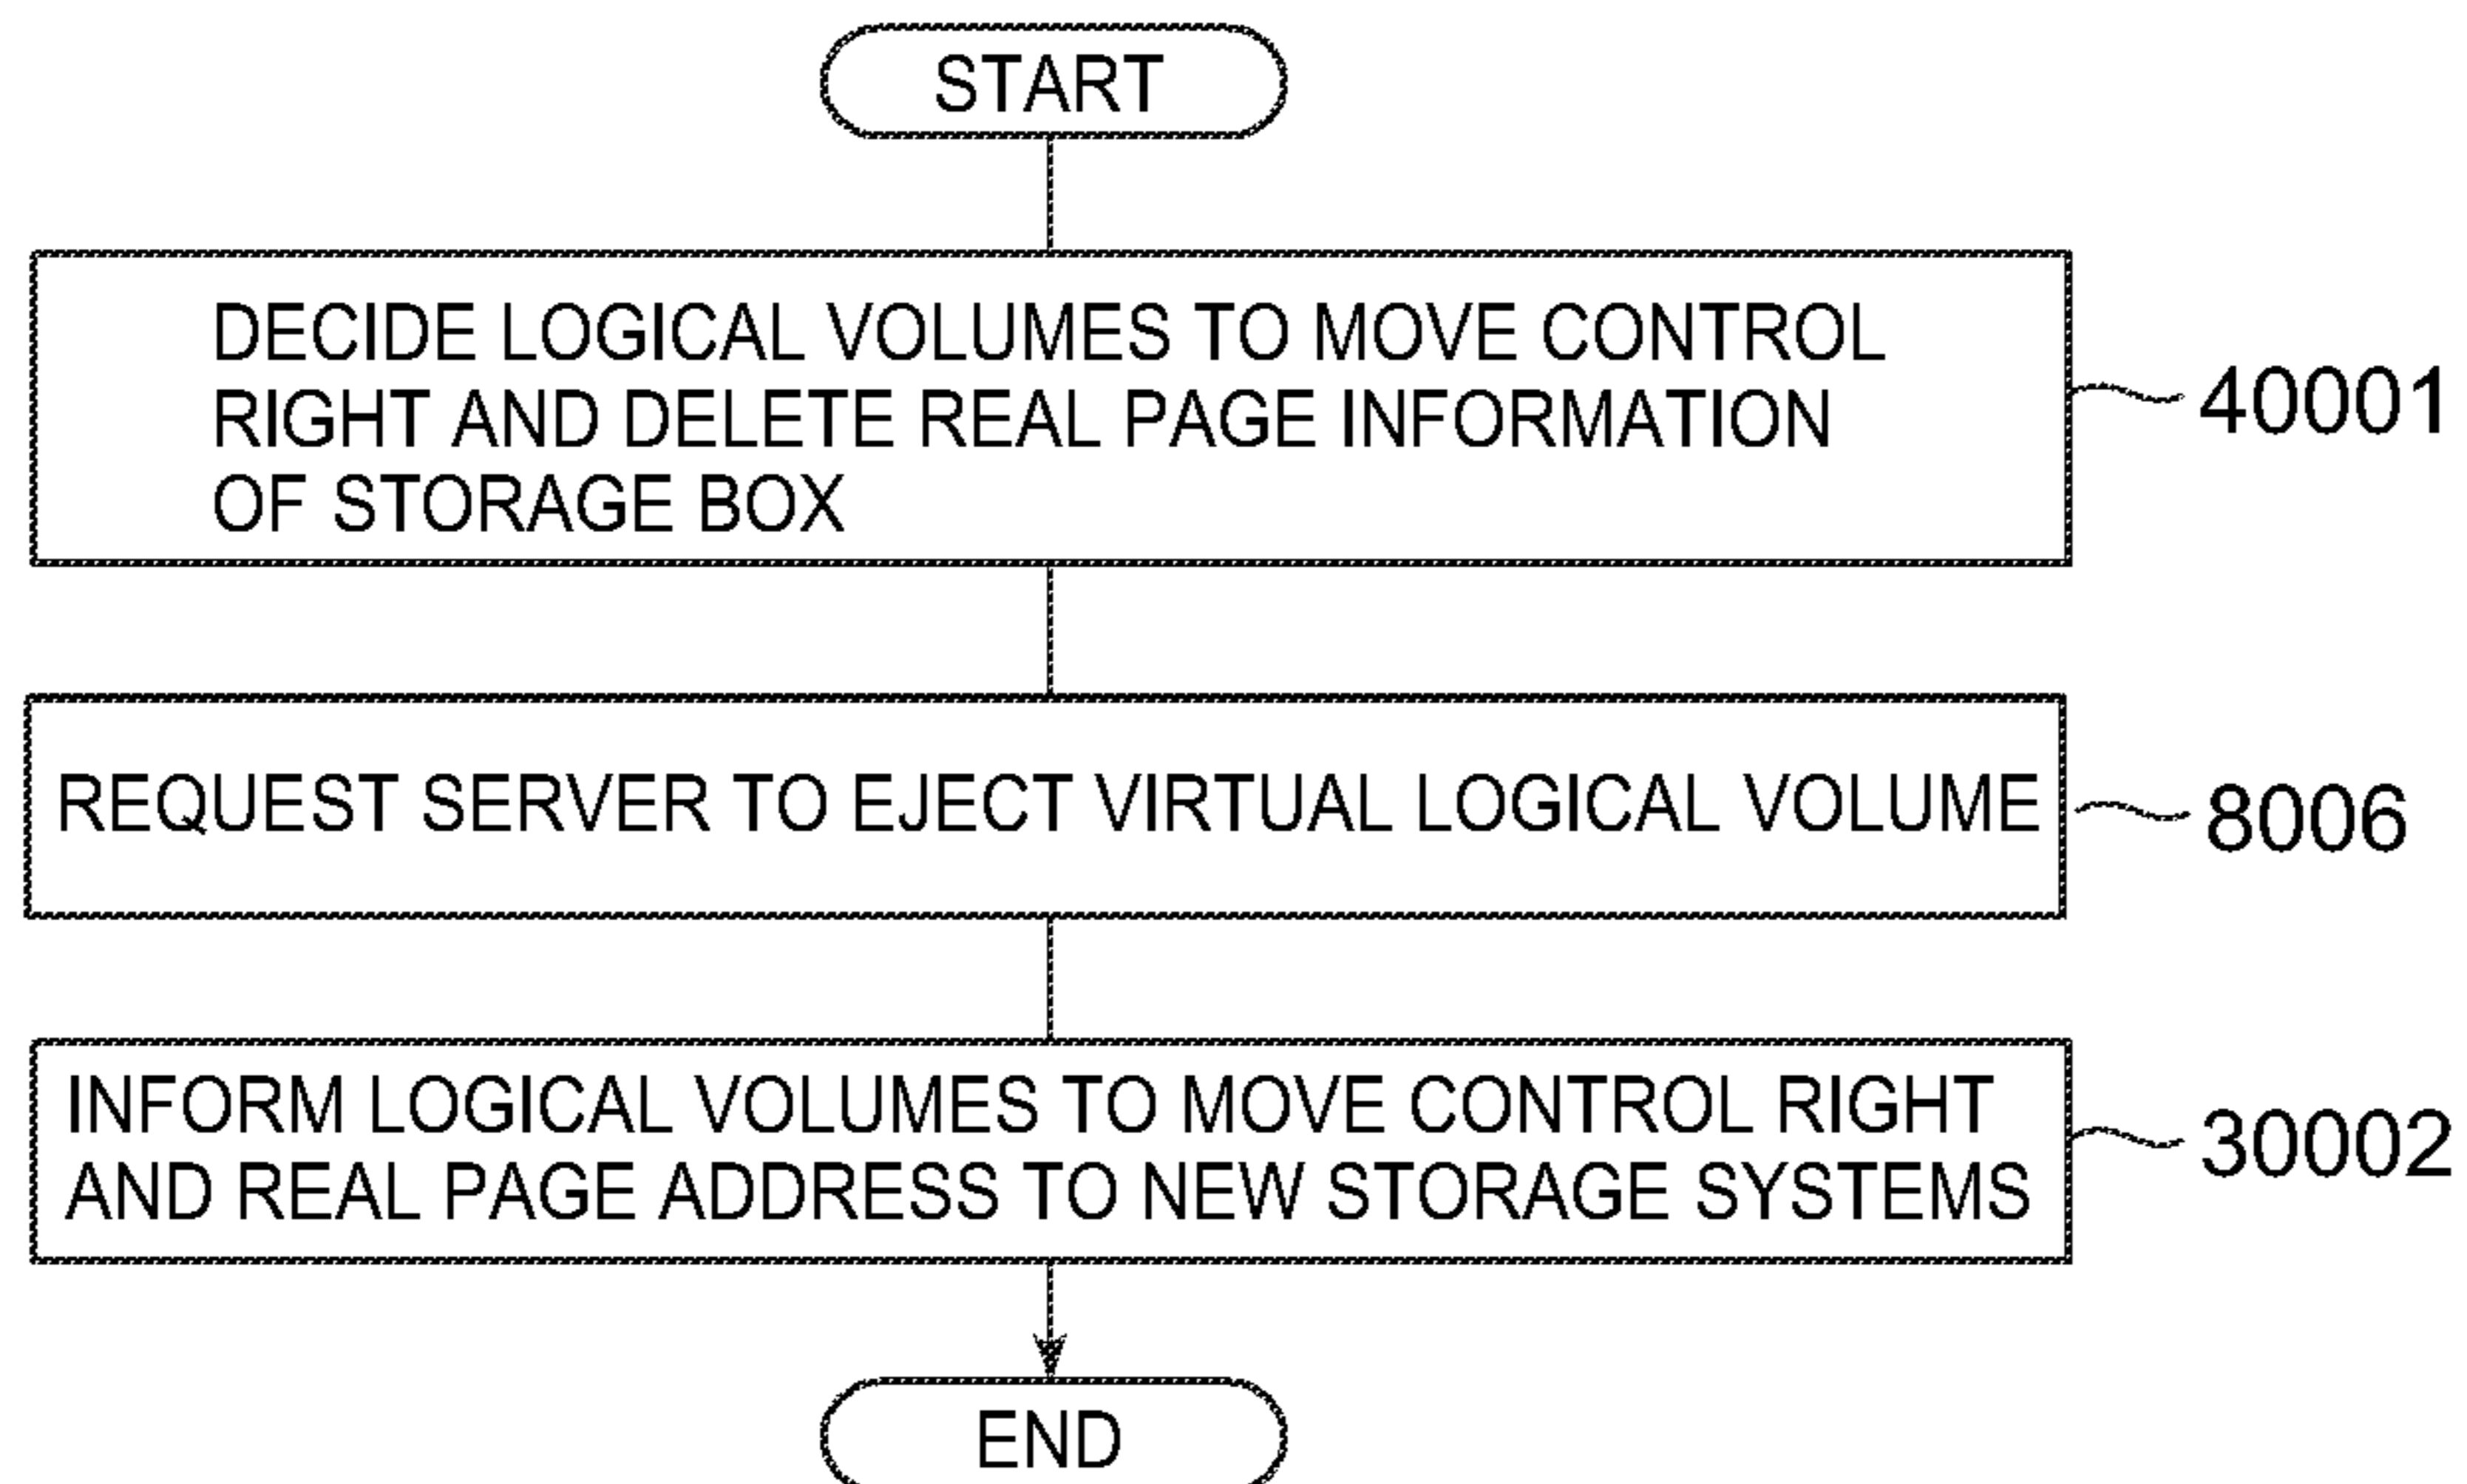 START
DECIDE LOGICAL VOLUMES TO MOVE CONTROL
RIGHT AND DELETE REAL PAGE INFORMATION
OF STORAGE BOX
40001
REQUEST SERVER TO EJECT VIRTUAL LOGICAL VOLUME
8006
INFORM LOGICAL VOLUMES TO MOVE CONTROL RIGHT
AND REAL PAGE ADDRESS TO NEW STORAGE SYSTEMS
30002
END